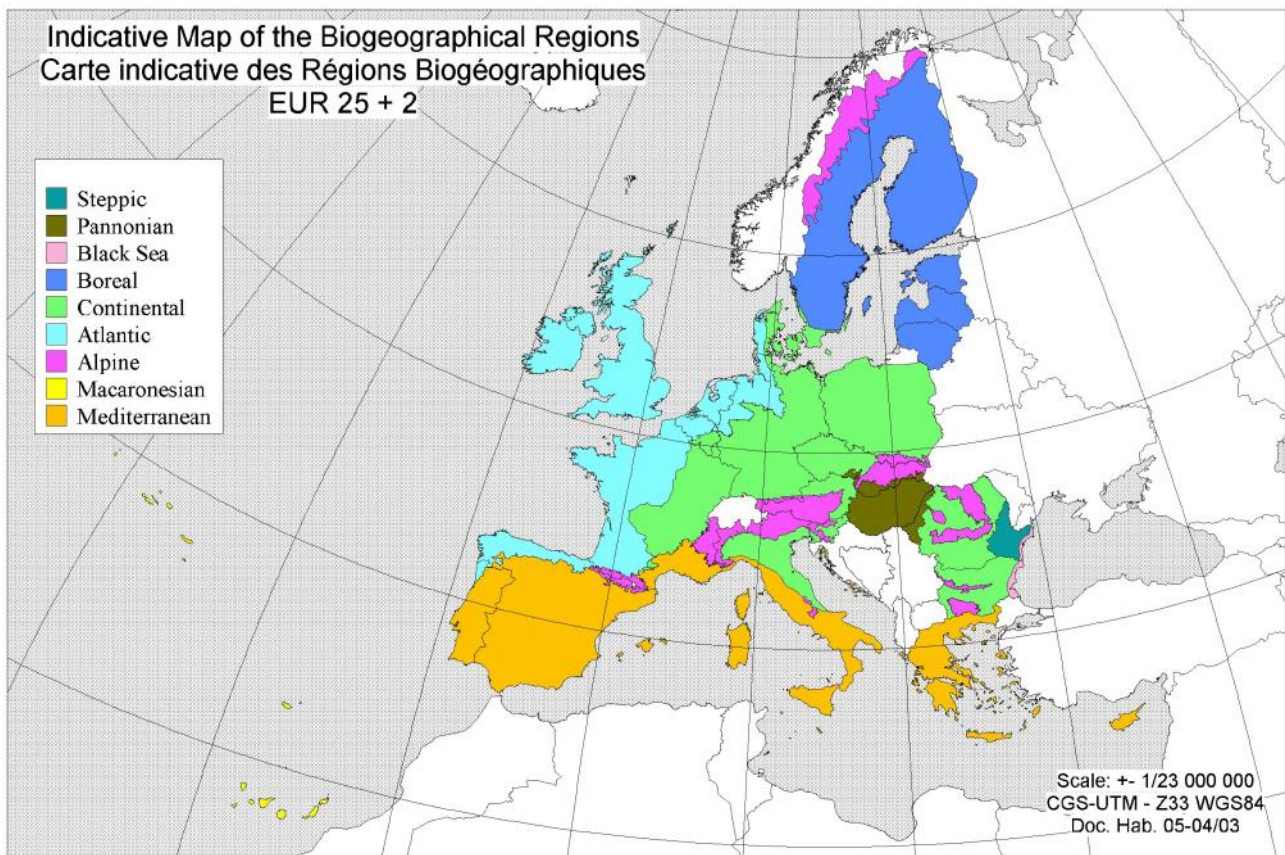 Indicative Map of the Biogeographical Regions
Carte indicative des Régions Biogéographiques
EUR 25 + 2
Steppic
Pannonian
Black Sea
Boreal
Continental
Atlantic
Alpine
Macaronesian
Mediterranean
Scale: +- 1/23 000 000
CGS-UTM - Z33 WGS84
Doc. Hab. 05-04/03